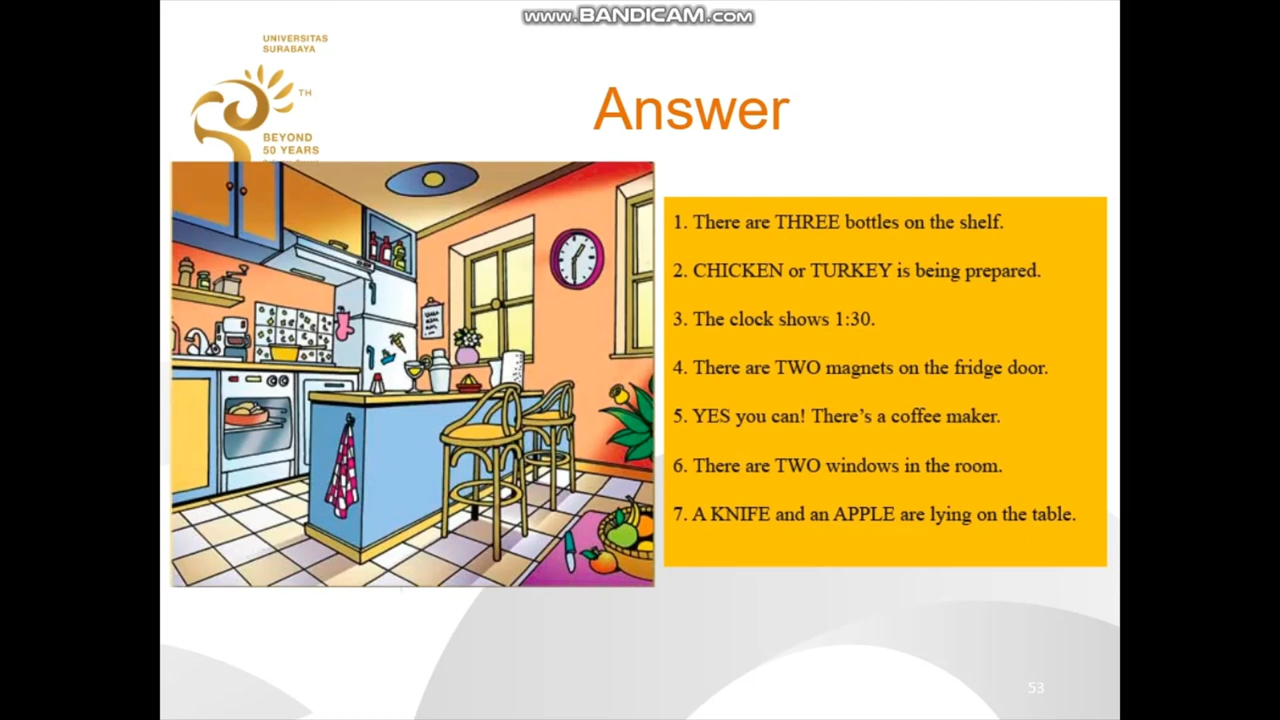 www.BANDICAM.com
UNIVERSITAS
SURABAYA
TH
BEYOND
50 YEARS
Answer
1. There are THREE bottles on the shelf.
2. CHICKEN or TURKEY is being prepared.
3. The clock shows 1:30.
4. There are TWO magnets on the fridge door.
5. YES you can! There’s a coffee maker.
6. There are TWO windows in the room.
7. A KNIFE and an APPLE are lying on the table.
53